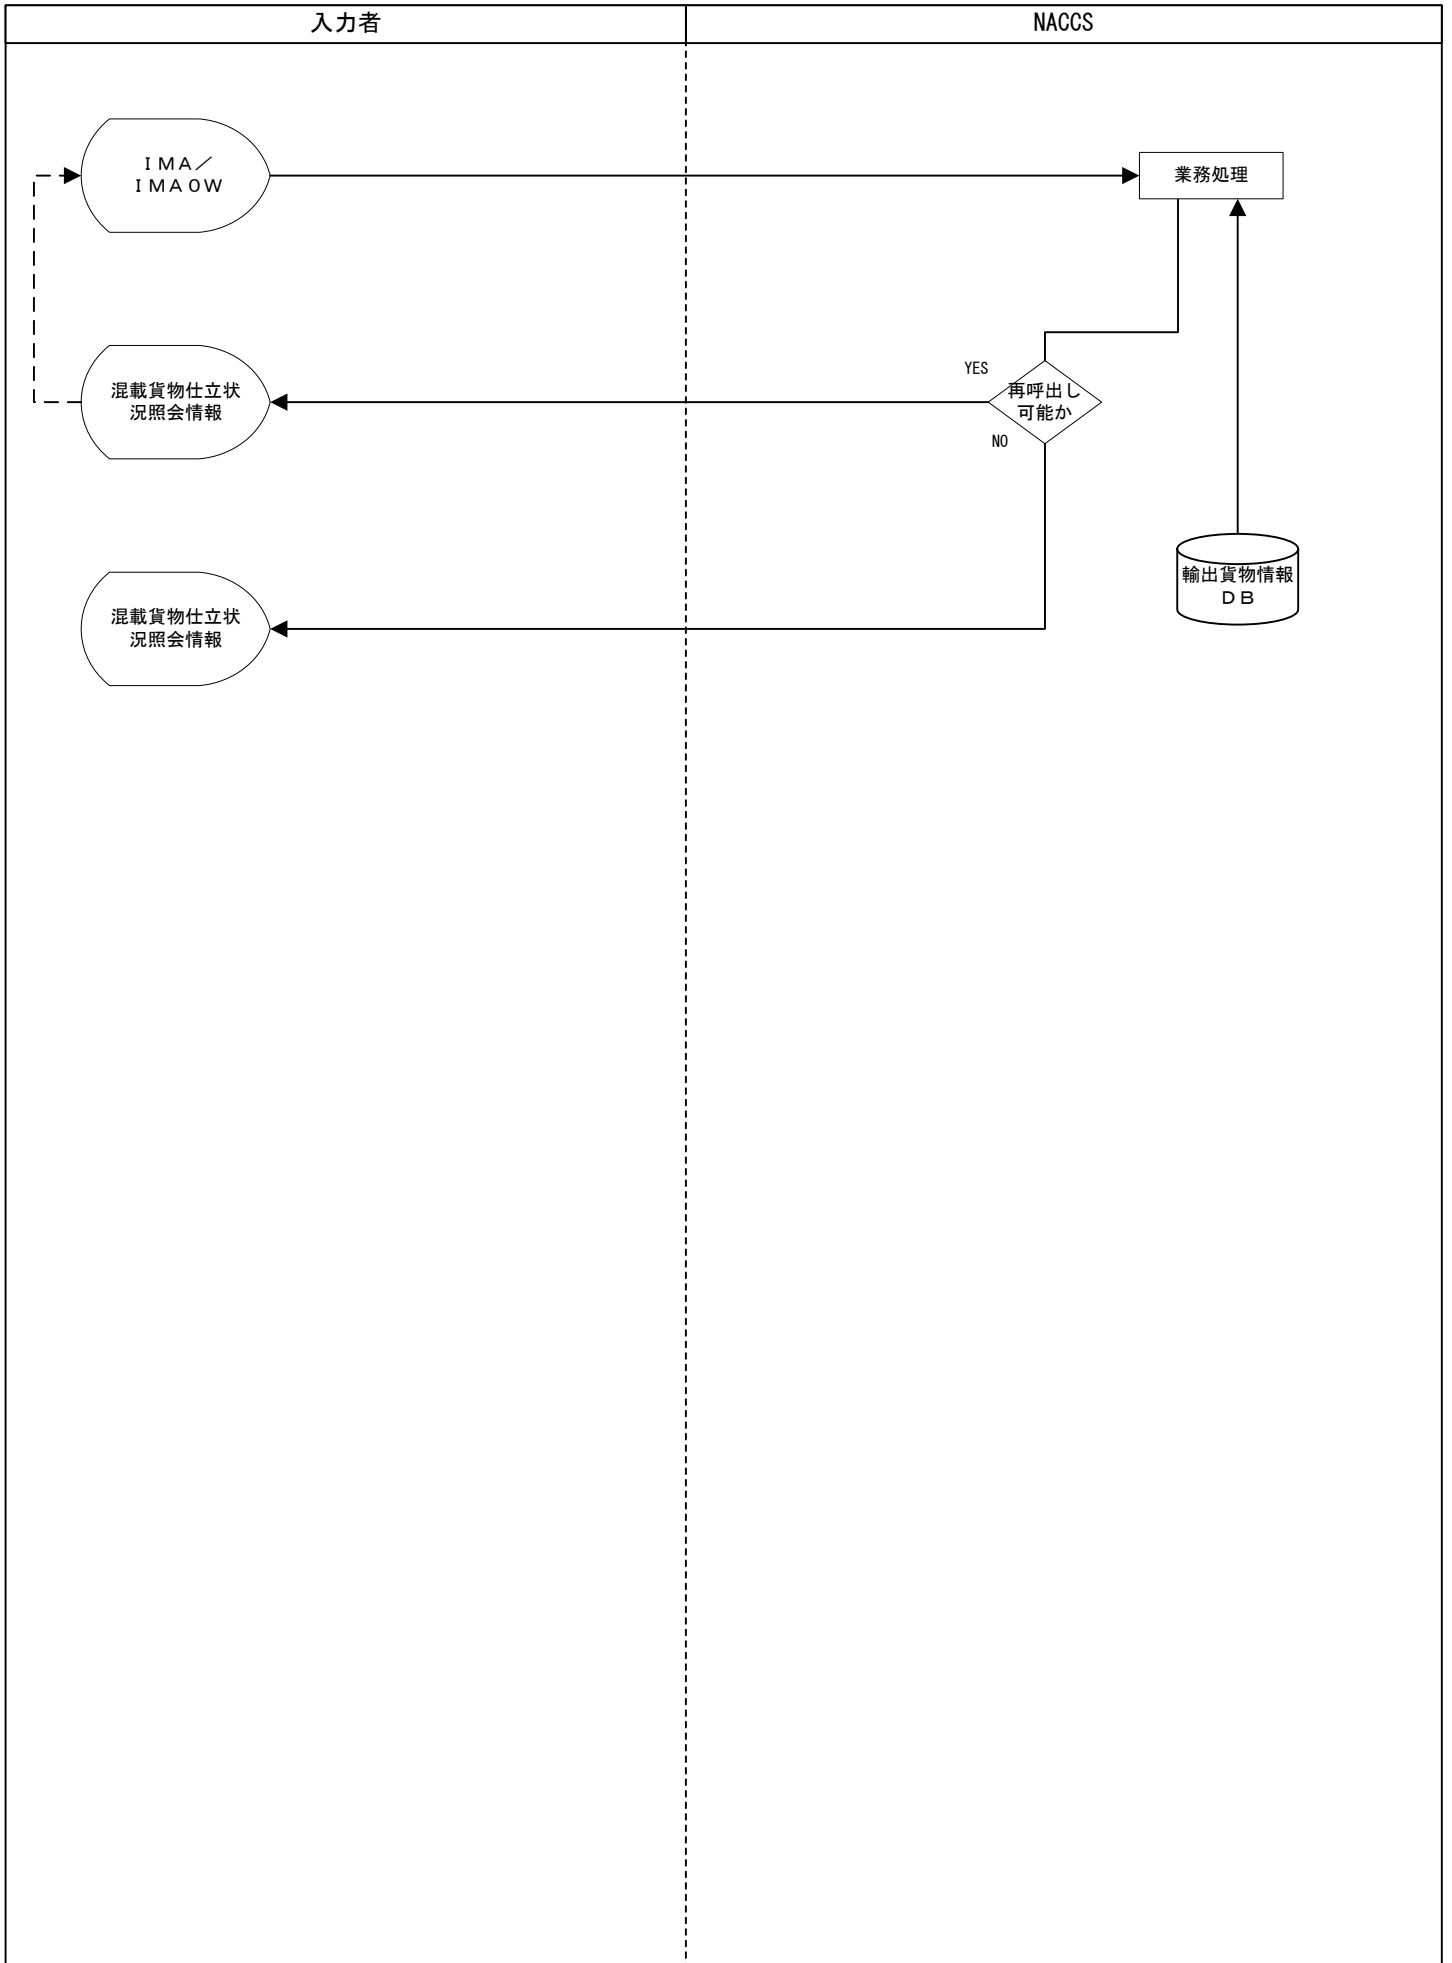 入力者
NACCS
ＩＭＡ／
ＩＭＡ０Ｗ
業務処理
YES
再呼出し
可能か
NO
混載貨物仕立状
況照会情報
輸出貨物情報
ＤＢ
混載貨物仕立状
況照会情報